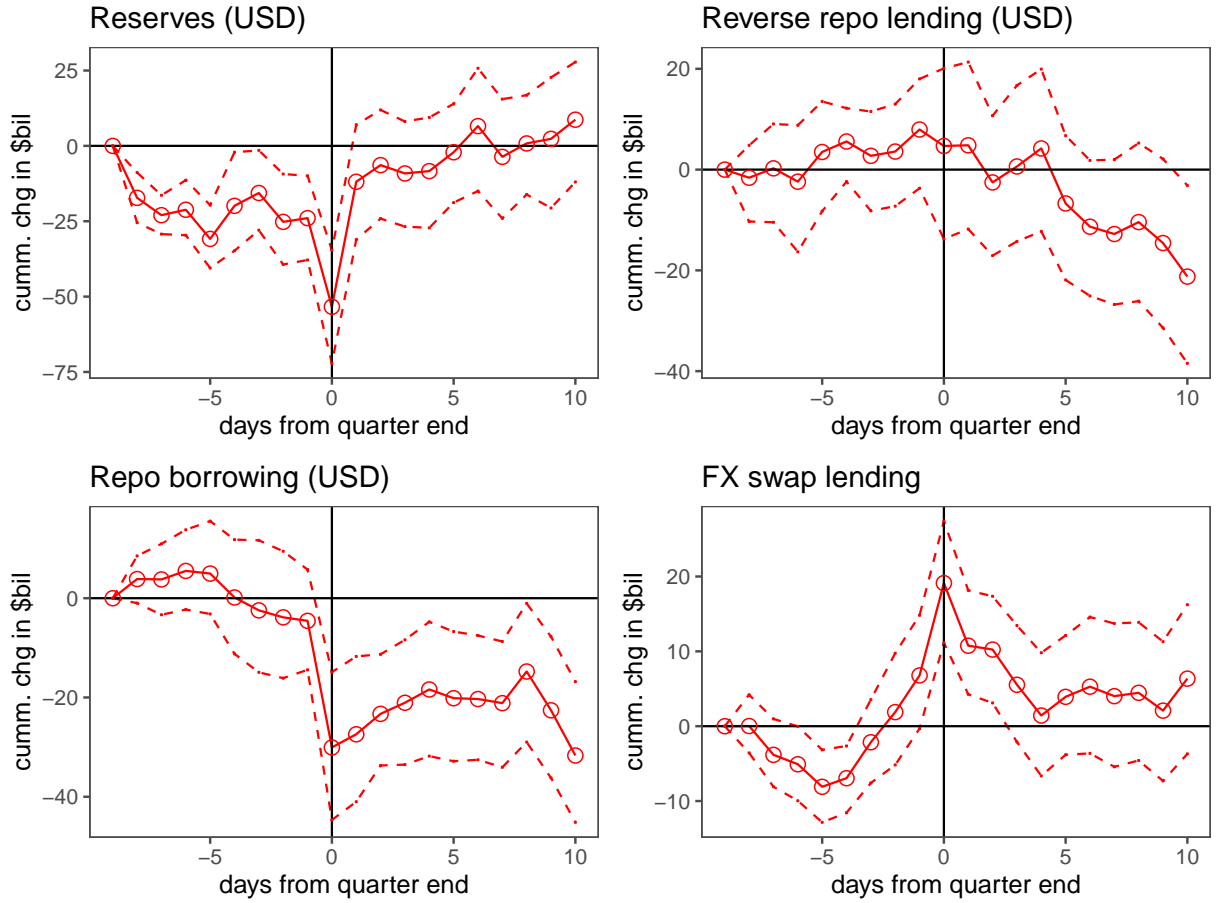 Reserves (USD)
cumm. chg in $bil
25
0
−25
−50
−75
−5
0
5
10
days from quarter end
Reverse repo lending (USD)
cumm. chg in $bil
20
0
−20
−40
−5
0
5
10
days from quarter end
Repo borrowing (USD)
cumm. chg in $bil
0
−20
−40
−5
0
5
10
days from quarter end
FX swap lending
cumm. chg in $bil
20
10
0
−10
−5
0
5
10
days from quarter end